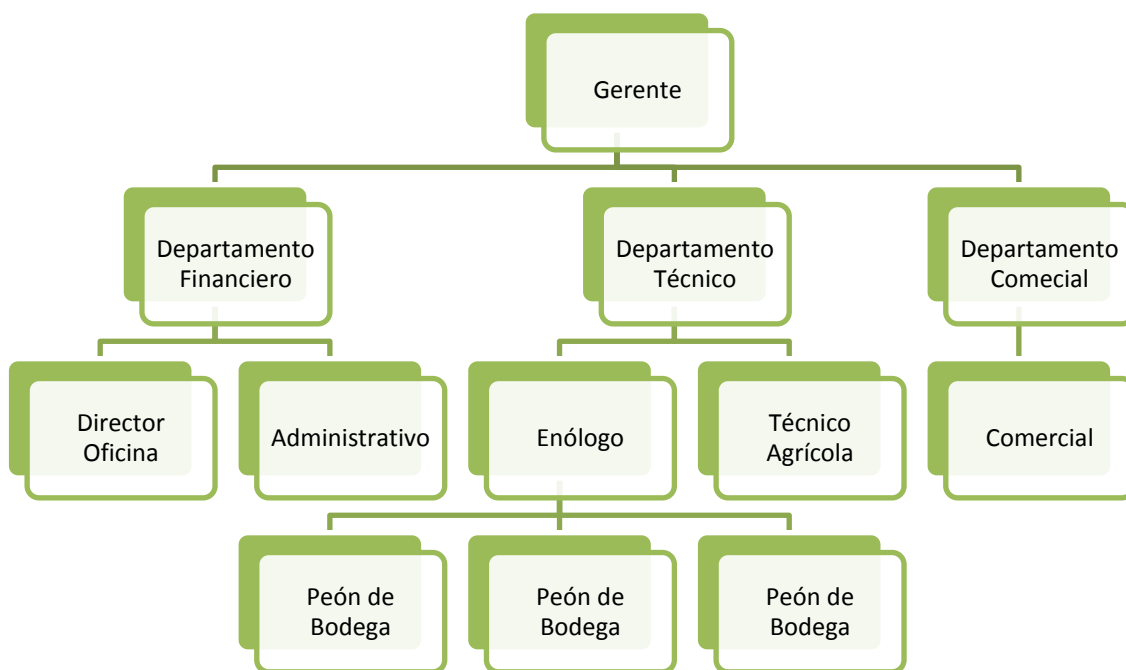 Gerente
Departamento
Financiero
Departamento
Técnico
Departamento
Comecial
Director
Oficina
Administrativo
Enólogo
Técnico
Agrícola
Comercial
Peón de
Bodega
Peón de
Bodega
Peón de
Bodega